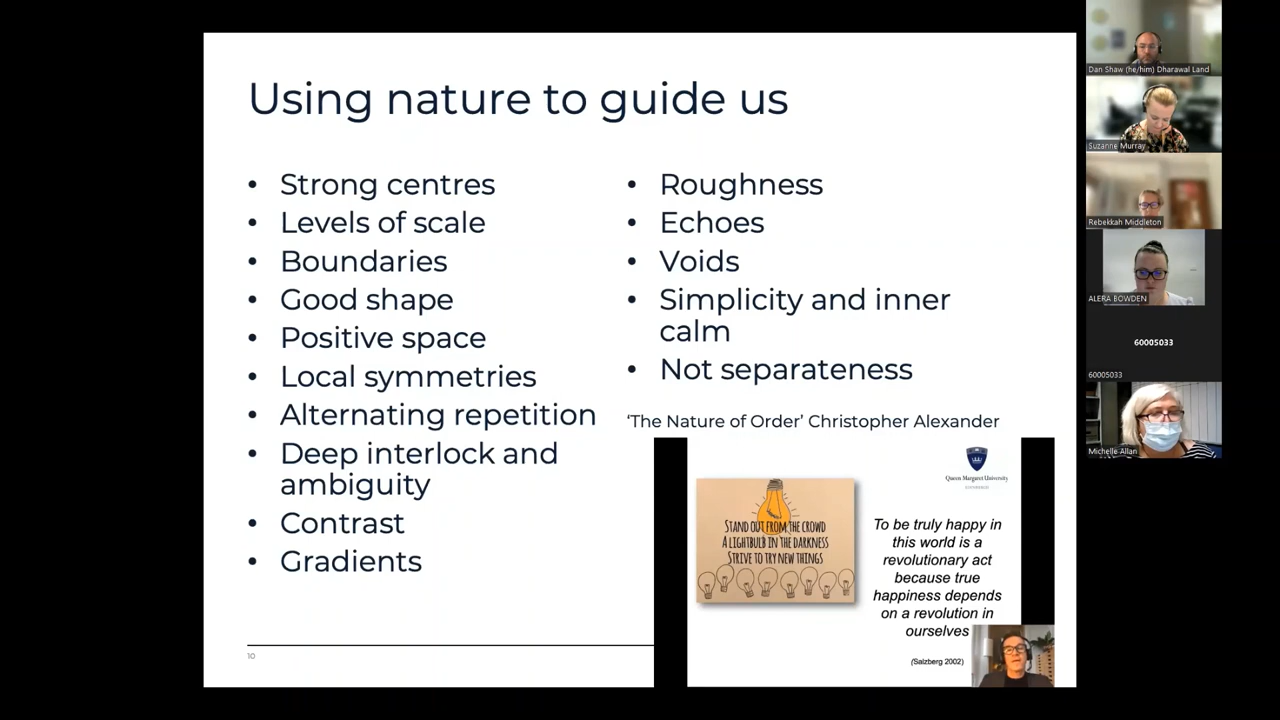 Using nature to guide us
• Strong centres
• Levels of scale
• Boundaries
• Good shape
• Positive space
• Local symmetries
• Alternating repetition
• Deep interlock and
ambiguity
• Contrast
• Gradients
• Roughness
• Echoes
• Voids
• Simplicity and inner
calm
• Not separateness
‘The Nature of Order’ Christopher Alexander
Queen Margaret University
EDINBURGH
STAND OUT FROM THE CROWD
A LIGHTBULB IN THE DARKNESS
STRIVE TO TRY NEW THINGS
To be truly happy in
this world is a
revolutionary act
because true
happiness depends
on a revolution in
ourselves
(Salzberg 2002)
10
Dan Shaw (he/him) Dharawal Land
Suzanne Murray
Rebekkah Middleton
ALERA BOWDEN
60005033
60005033
Michelle Allan